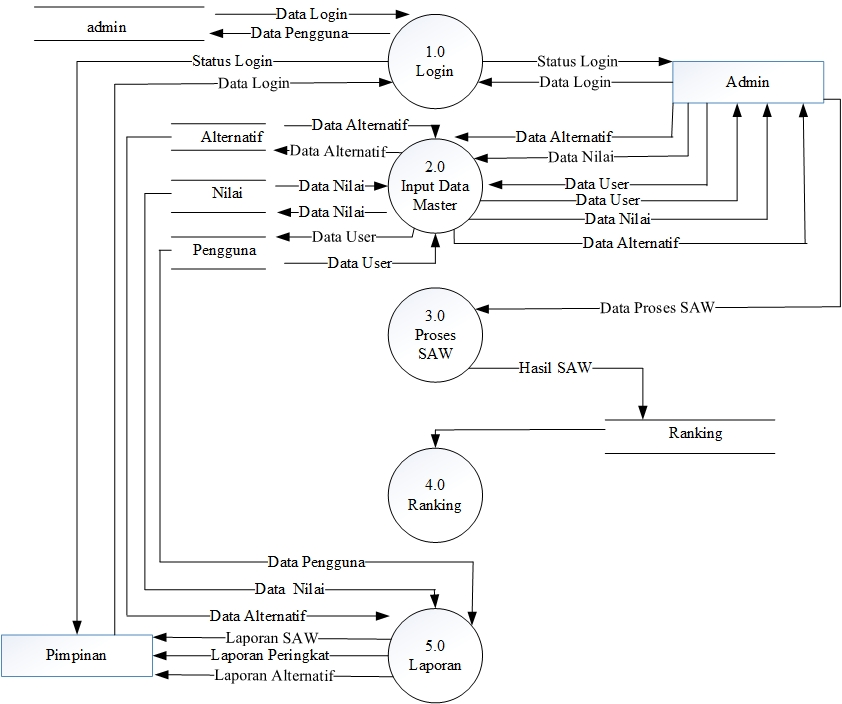 Data Login
admin
Data Pengguna
1.0
Login
Status Login
Status Login
Data Login
Data Login
Admin
Data Alternatif
Alternatif
Data Alternatif
Data Alternatif
Data Nilai
2.0
Input Data
Master
Nilai
Data Nilai
Data Nilai
Data User
Data User
Data Nilai
Data Alternatif
Data User
Pengguna
Data User
3.0
Proses
SAW
Data Proses SAW
Hasil SAW
Ranking
4.0
Ranking
Data Pengguna
Data Nilai
Data Alternatif
Laporan SAW
Laporan Peringkat
Laporan Alternatif
Pimpinan
5.0
Laporan